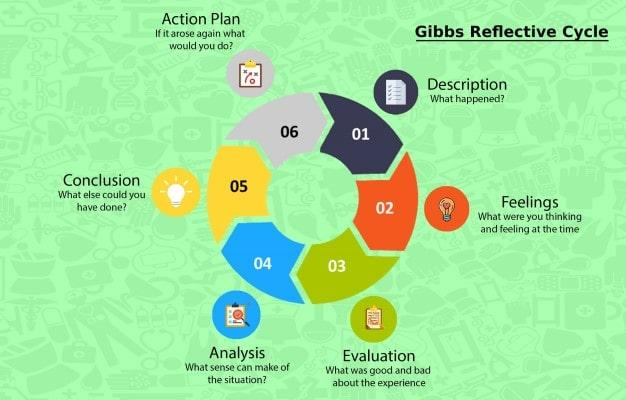 Gibbs Reflective Cycle
Action Plan
If it arose again what
would you do?
Description
What happened?
06
01
Conclusion
What else could you
have done?
05
02
Feelings
What were you thinking
and feeling at the time
04
03
Analysis
What sense can make of
the situation?
Evaluation
What was good and bad
about the experience